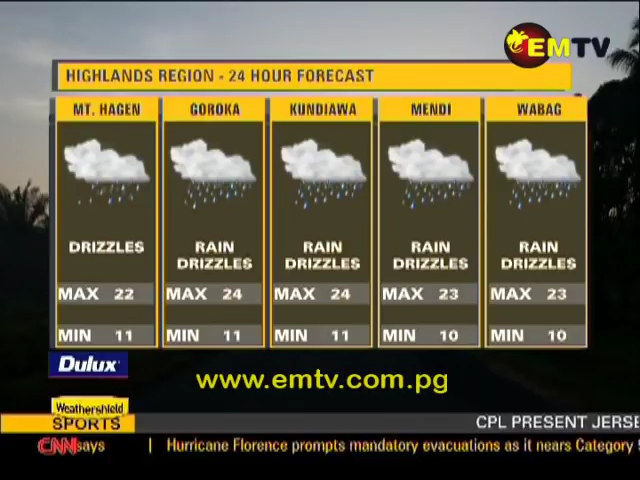 EMTV
HIGHLANDS REGION - 24 HOUR FORECAST
MT. HAGEN
DRIZZLES
MAX 22
MIN 11
GOROKA
RAIN
DRIZZLES
MAX 24
MIN 11
KUNDIAWA
RAIN
DRIZZLES
MAX 24
MIN 11
MENDI
RAIN
DRIZZLES
MAX 23
MIN 10
WABAG
RAIN
DRIZZLES
MAX 23
MIN 10
Dulux
www.emtv.com.pg
Weathershield
SPORTS
CPL PRESENT JERSE
CNN says | Hurricane Florence prompts mandatory evacuations as it nears Category 5